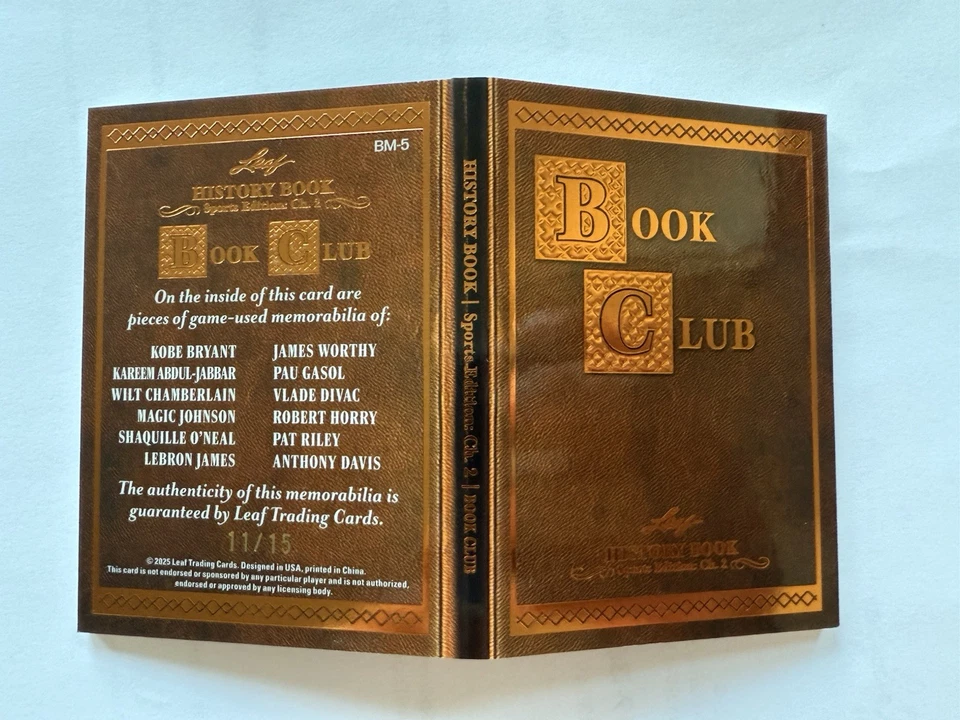 BM-5
Leaf
HISTORY BOOK
Sports Edition: Ch. 2
BOOK CLUB
On the inside of this card are
pieces of game-used memorabilia of:
KOBE BRYANT JAMES WORTHY
KAREEM ABDUL-JABBAR PAU GASOL
WILT CHAMBERLAIN VLADE DIVAC
MAGIC JOHNSON ROBERT HORRY
SHAQUILLE O'NEAL PAT RILEY
LEBRON JAMES ANTHONY DAVIS
The authenticity of this memorabilia is
guaranteed by Leaf Trading Cards.
11/15
©2025 Leaf Trading Cards. Designed in USA, printed in China.
This card is not endorsed or sponsored by any particular player and is not authorized,
endorsed or approved by any licensing body.
HISTORY BOOK | Sports Edition: Ch. 2 | BOOK CLUB
BOOK
CLUB
Leaf
HISTORY BOOK
Sports Edition: Ch. 2